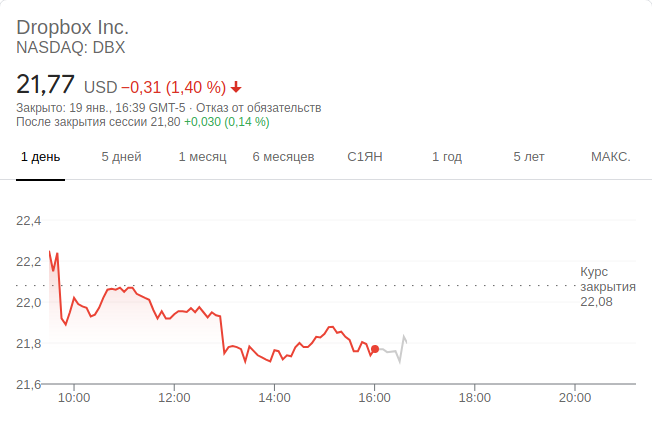 Dropbox Inc.
NASDAQ: DBX
21,77 USD −0,31 (1,40 %)
Закрыто: 19 янв., 16:39 GMT-5 · Отказ от обязательств
После закрытия сессии 21,80 +0,030 (0,14 %)
1 день 5 дней 1 месяц 6 месяцев С1ЯН 1 год 5 лет МАКС.
22,4
22,2
Курс
закрытия
22,08
22,0
21,8
21,6
10:00 12:00 14:00 16:00 18:00 20:00